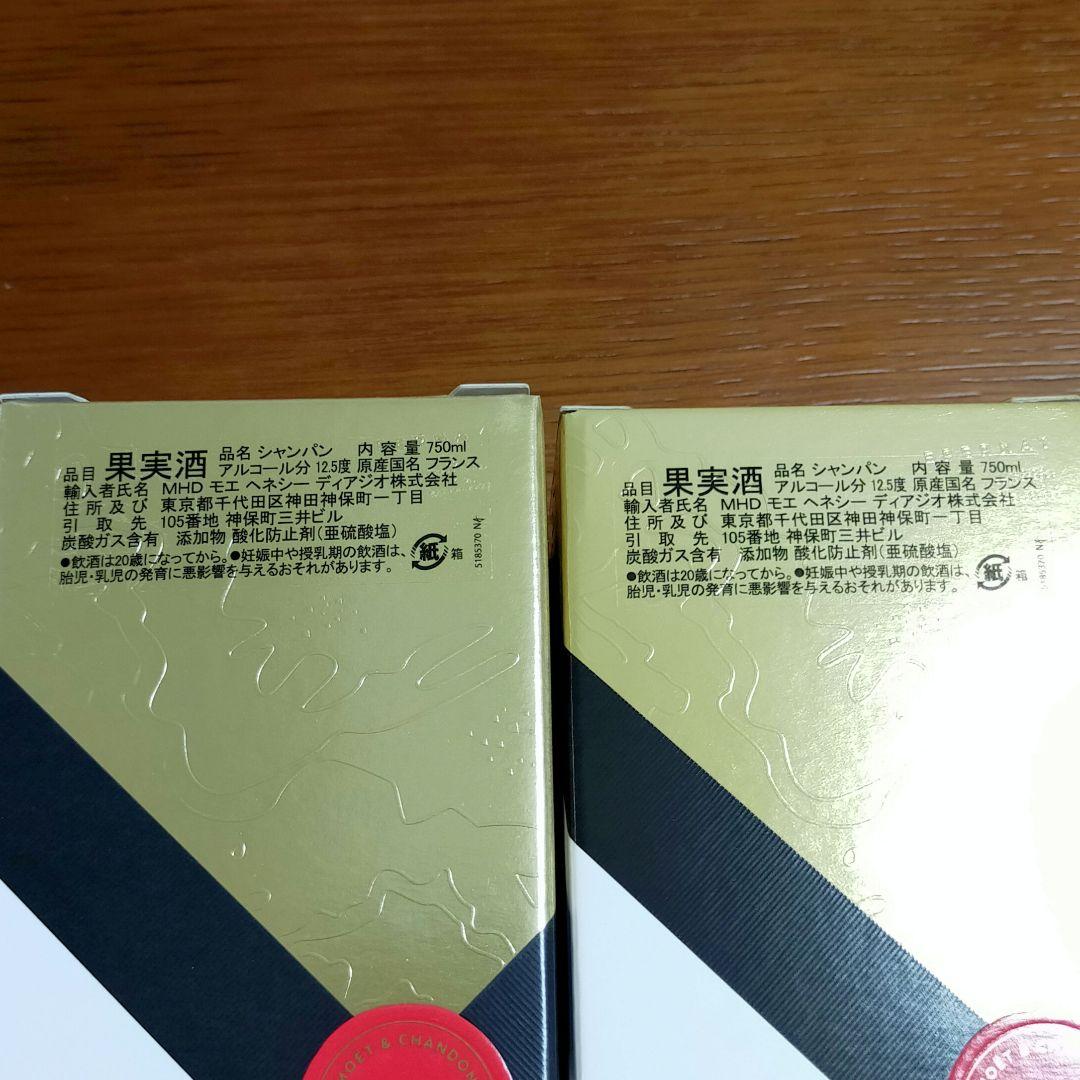 品目 果実酒 品名 シャンパン 内容量 750ml
アルコール分 12.5度 原産国名 フランス
輸入者氏名 MHD モエ ヘネシー ディアジオ株式会社
住所及び 東京都千代田区神田神保町一丁目
引取先 105番地 神保町三井ビル
炭酸ガス含有 添加物 酸化防止剤(亜硫酸塩)
●飲酒は20歳になってから。●妊娠中や授乳期の飲酒は、
胎児・乳児の発育に悪影響を与えるおそれがあります。
紙 箱
5185370
MOET & CHANDON
品目 果実酒 品名 シャンパン 内容量 750ml
アルコール分 12.5度 原産国名 フランス
輸入者氏名 MHD モエ ヘネシー ディアジオ株式会社
住所及び 東京都千代田区神田神保町一丁目
引取先 105番地 神保町三井ビル
炭酸ガス含有 添加物 酸化防止剤(亜硫酸塩)
●飲酒は20歳になってから。●妊娠中や授乳期の飲酒は、
胎児・乳児の発育に悪影響を与えるおそれがあります。
紙 箱